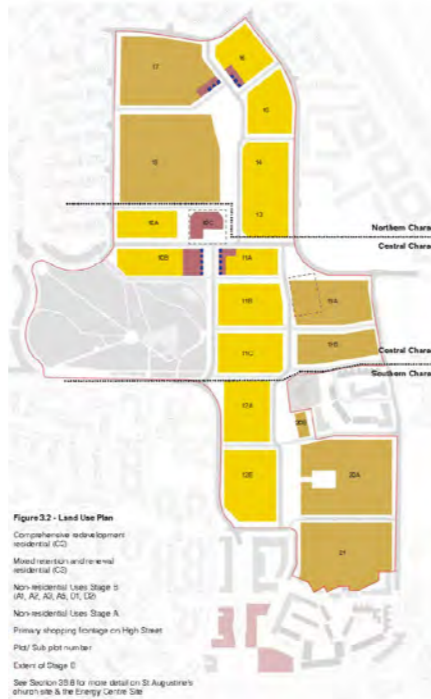 17
16
15
18
14
13
10A
10C
Northern Chara
Central Chara
10B
11A
11B
19A
11C
19B
Central Chara
Southern Chara
12A
20B
12B
20A
21
Figure 3.2 - Land Use Plan
Comprehensive redevelopment
residential (C3)
Mixed retention and renewal
residential (C3)
Non-residential Uses Stage B
(A1, A2, A3, A5, D1, D2)
Non-residential Uses Stage A
Primary shopping frontage on High Street
Plot/ Sub plot number
Extent of Stage B
See Section 3.9.8 for more detail on St Augustine's
church site & the Energy Centre Site